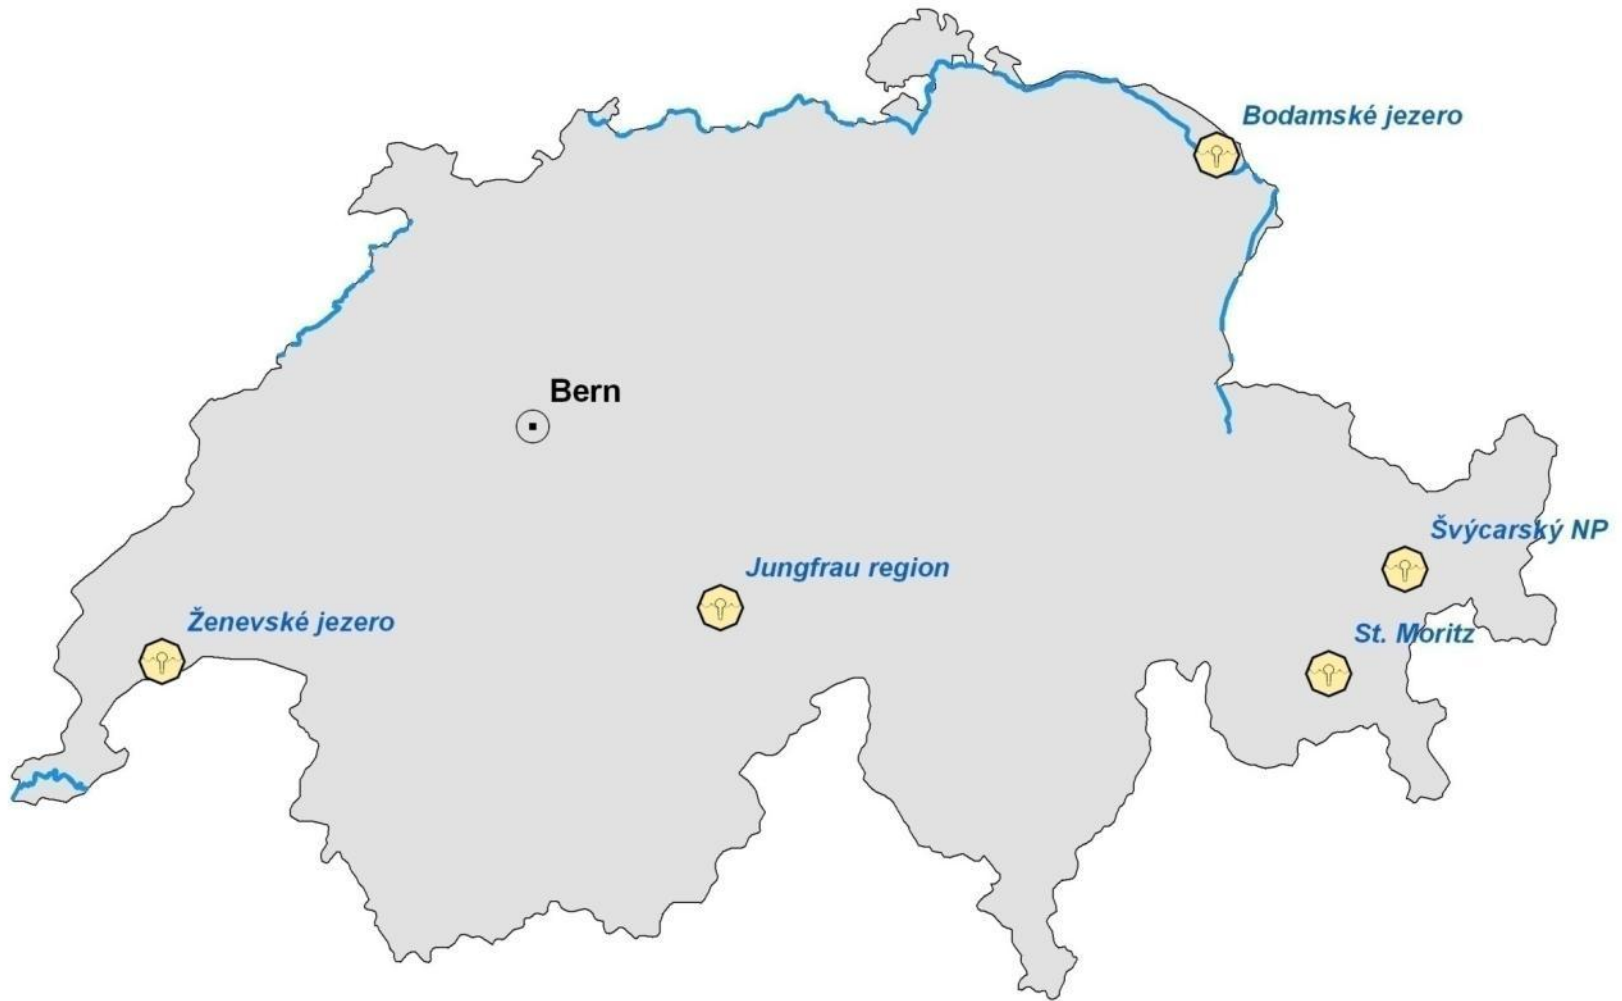 Bodamské jezero
Bern
Švýcarský NP
Jungfrau region
Ženevské jezero
St. Moritz